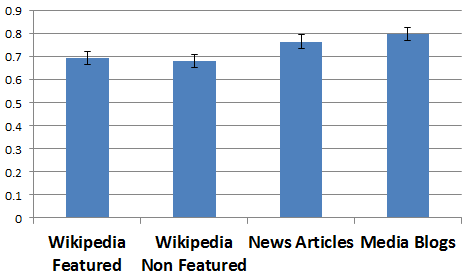 0.9
0.8
0.7
0.6
0.5
0.4
0.3
0.2
0.1
0
Wikipedia Featured
Wikipedia Non Featured
News Articles
Media Blogs